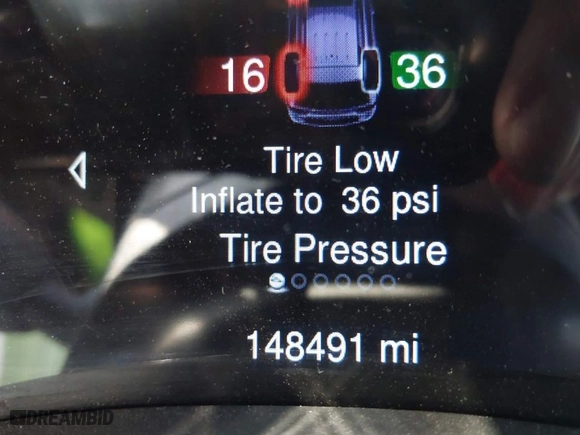 16 36
Tire Low
Inflate to 36 psi
Tire Pressure
148491 mi
DREAMBID